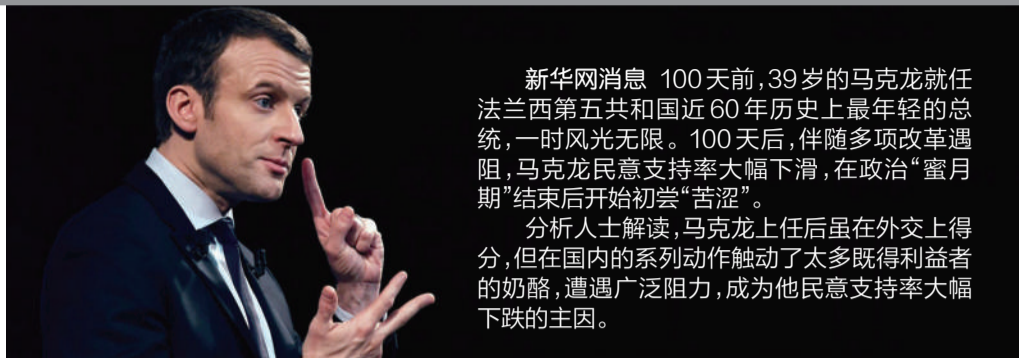 新华网消息 100天前,39岁的马克龙就任
法兰西第五共和国近60年历史上最年轻的总
统,一时风光无限。100天后,伴随多项改革遇
阻,马克龙民意支持率大幅下滑,在政治“蜜月
期”结束后开始初尝“苦涩”。
分析人士解读,马克龙上任后虽在外交上得
分,但在国内的系列动作触动了太多既得利益者
的奶酪,遭遇广泛阻力,成为他民意支持率大幅
下跌的主因。